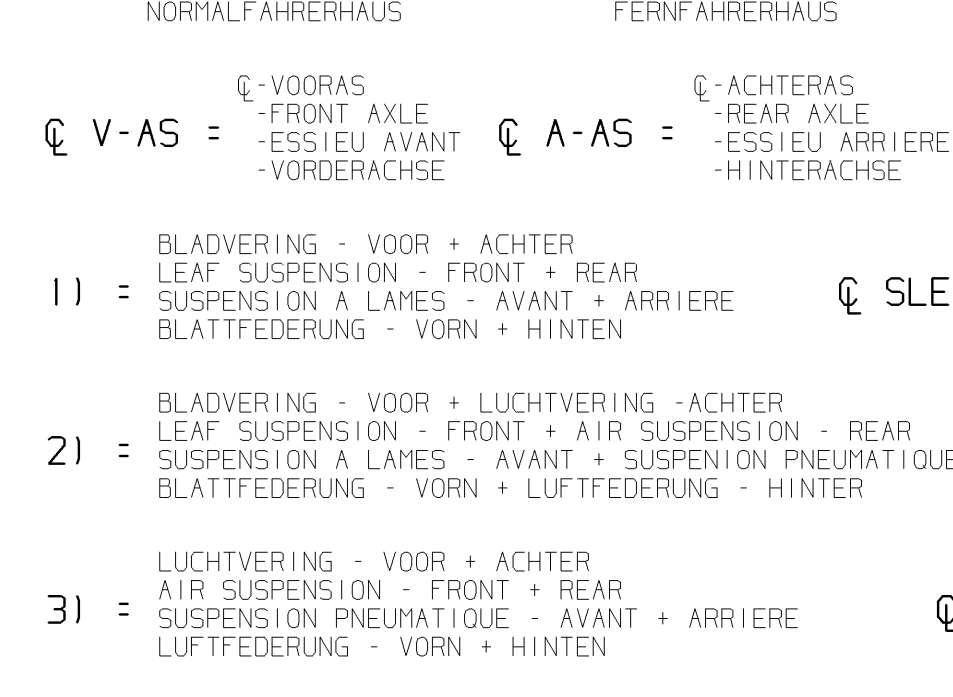 NORMALFAHRERHAUS FERNFAHRERHAUS
℄ V-AS =
℄-VOORAS
-FRONT AXLE
-ESSIEU AVANT
-VORDERACHSE
℄ A-AS =
℄-ACHTERAS
-REAR AXLE
-ESSIEU ARRIERE
-HINTERACHSE
1) =
BLADVERING - VOOR + ACHTER
LEAF SUSPENSION - FRONT + REAR
SUSPENSION A LAMES - AVANT + ARRIERE
BLATTFEDERUNG - VORN + HINTEN
℄ SLE
2) =
BLADVERING - VOOR + LUCHTVERING -ACHTER
LEAF SUSPENSION - FRONT + AIR SUSPENSION - REAR
SUSPENSION A LAMES - AVANT + SUSPENION PNEUMATIQUE
BLATTFEDERUNG - VORN + LUFTFEDERUNG - HINTER
3) =
LUCHTVERING - VOOR + ACHTER
AIR SUSPENSION - FRONT + REAR
SUSPENSION PNEUMATIQUE - AVANT + ARRIERE
LUFTFEDERUNG - VORN + HINTEN
℄